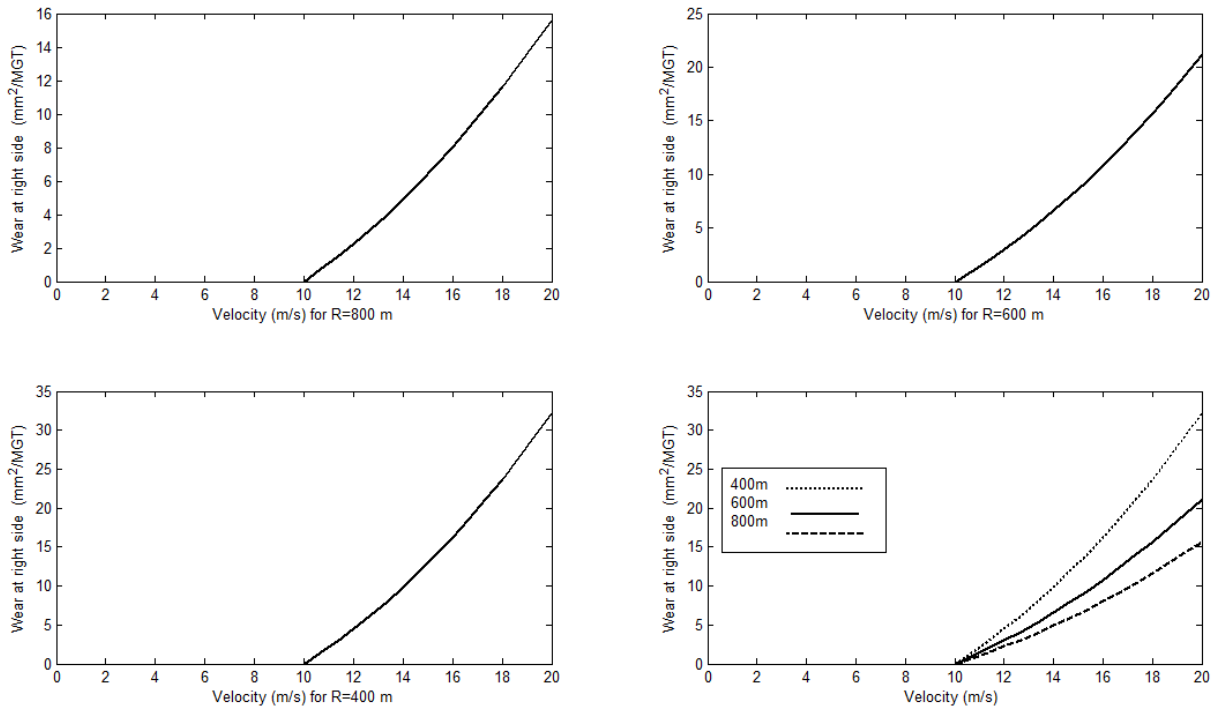 Wear at right side (mm²/MGT)
16
14
12
10
8
6
4
2
0
0 2 4 6 8 10 12 14 16 18 20
Velocity (m/s) for R=800 m
Wear at right side (mm²/MGT)
25
20
15
10
5
0
0 2 4 6 8 10 12 14 16 18 20
Velocity (m/s) for R=600 m
Wear at right side (mm²/MGT)
35
30
25
20
15
10
5
0
0 2 4 6 8 10 12 14 16 18 20
Velocity (m/s) for R=400 m
Wear at right side (mm²/MGT)
35
30
25
20
15
10
5
0
400m
600m
800m
0 2 4 6 8 10 12 14 16 18 20
Velocity (m/s)